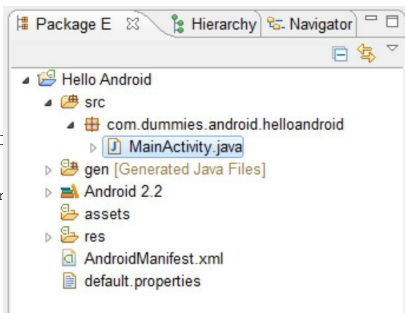 Package E Hierarchy Navigator
Hello Android
src
com.dummies.android.helloandroid
MainActivity.java
gen [Generated Java Files]
Android 2.2
assets
res
AndroidManifest.xml
default.properties